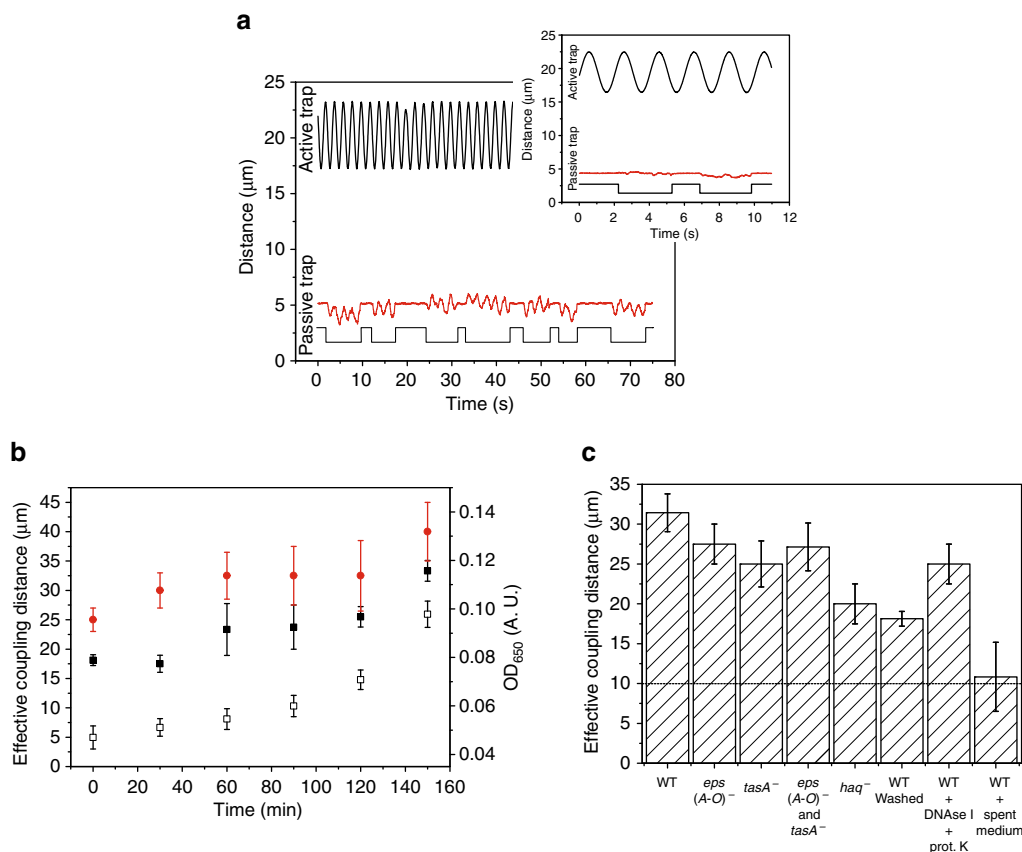 a
25
20
15
10
5
0
Distance (μm)
Active trap
Passive trap
0 10 20 30 40 50 60 70 80
Time (s)
25
20
15
10
5
0
Distance (μm)
Active trap
Passive trap
0 2 4 6 8 10 12
Time (s)
b
45
40
35
30
25
20
15
10
5
0
Effective coupling distance (μm)
0.14
0.12
0.10
0.08
0.06
0.04
OD650 (A. U.)
0 20 40 60 80 100 120 140 160
Time (min)
c
35
30
25
20
15
10
5
0
Effective coupling distance (μm)
WT
eps
(A-O)–
tasA–
eps
(A-O)–
and
tasA–
haq–
WT
Washed
WT
+
DNAse I
+
prot. K
WT
+
spent
medium